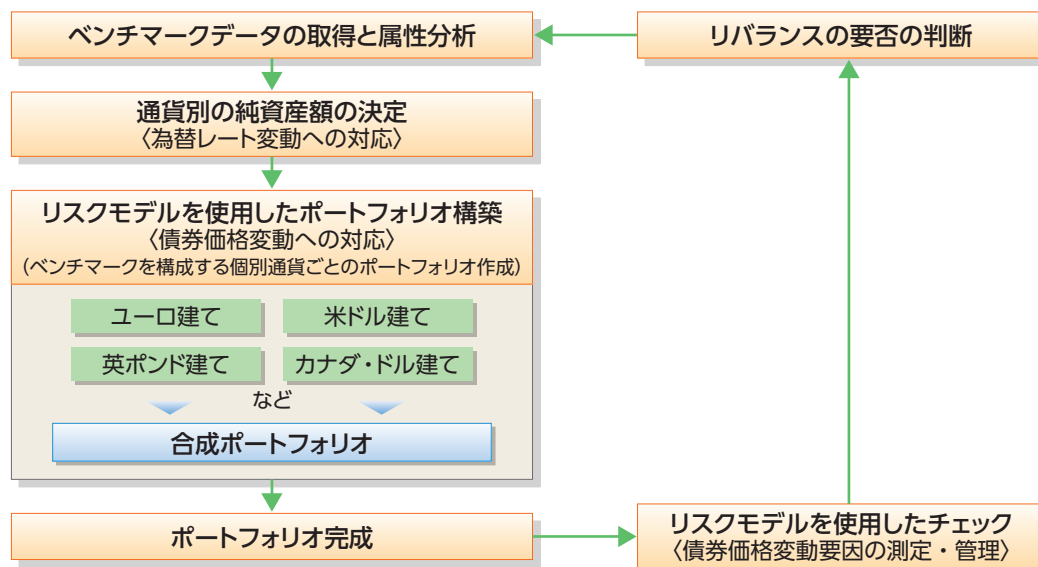 ベンチマークデータの取得と属性分析
リバランスの要否の判断
通貨別の純資産額の決定
〈為替レート変動への対応〉
リスクモデルを使用したポートフォリオ構築
〈債券価格変動への対応〉
(ベンチマークを構成する個別通貨ごとのポートフォリオ作成)
ユーロ建て
米ドル建て
英ポンド建て
カナダ・ドル建て
など
合成ポートフォリオ
ポートフォリオ完成
リスクモデルを使用したチェック
〈債券価格変動要因の測定・管理〉